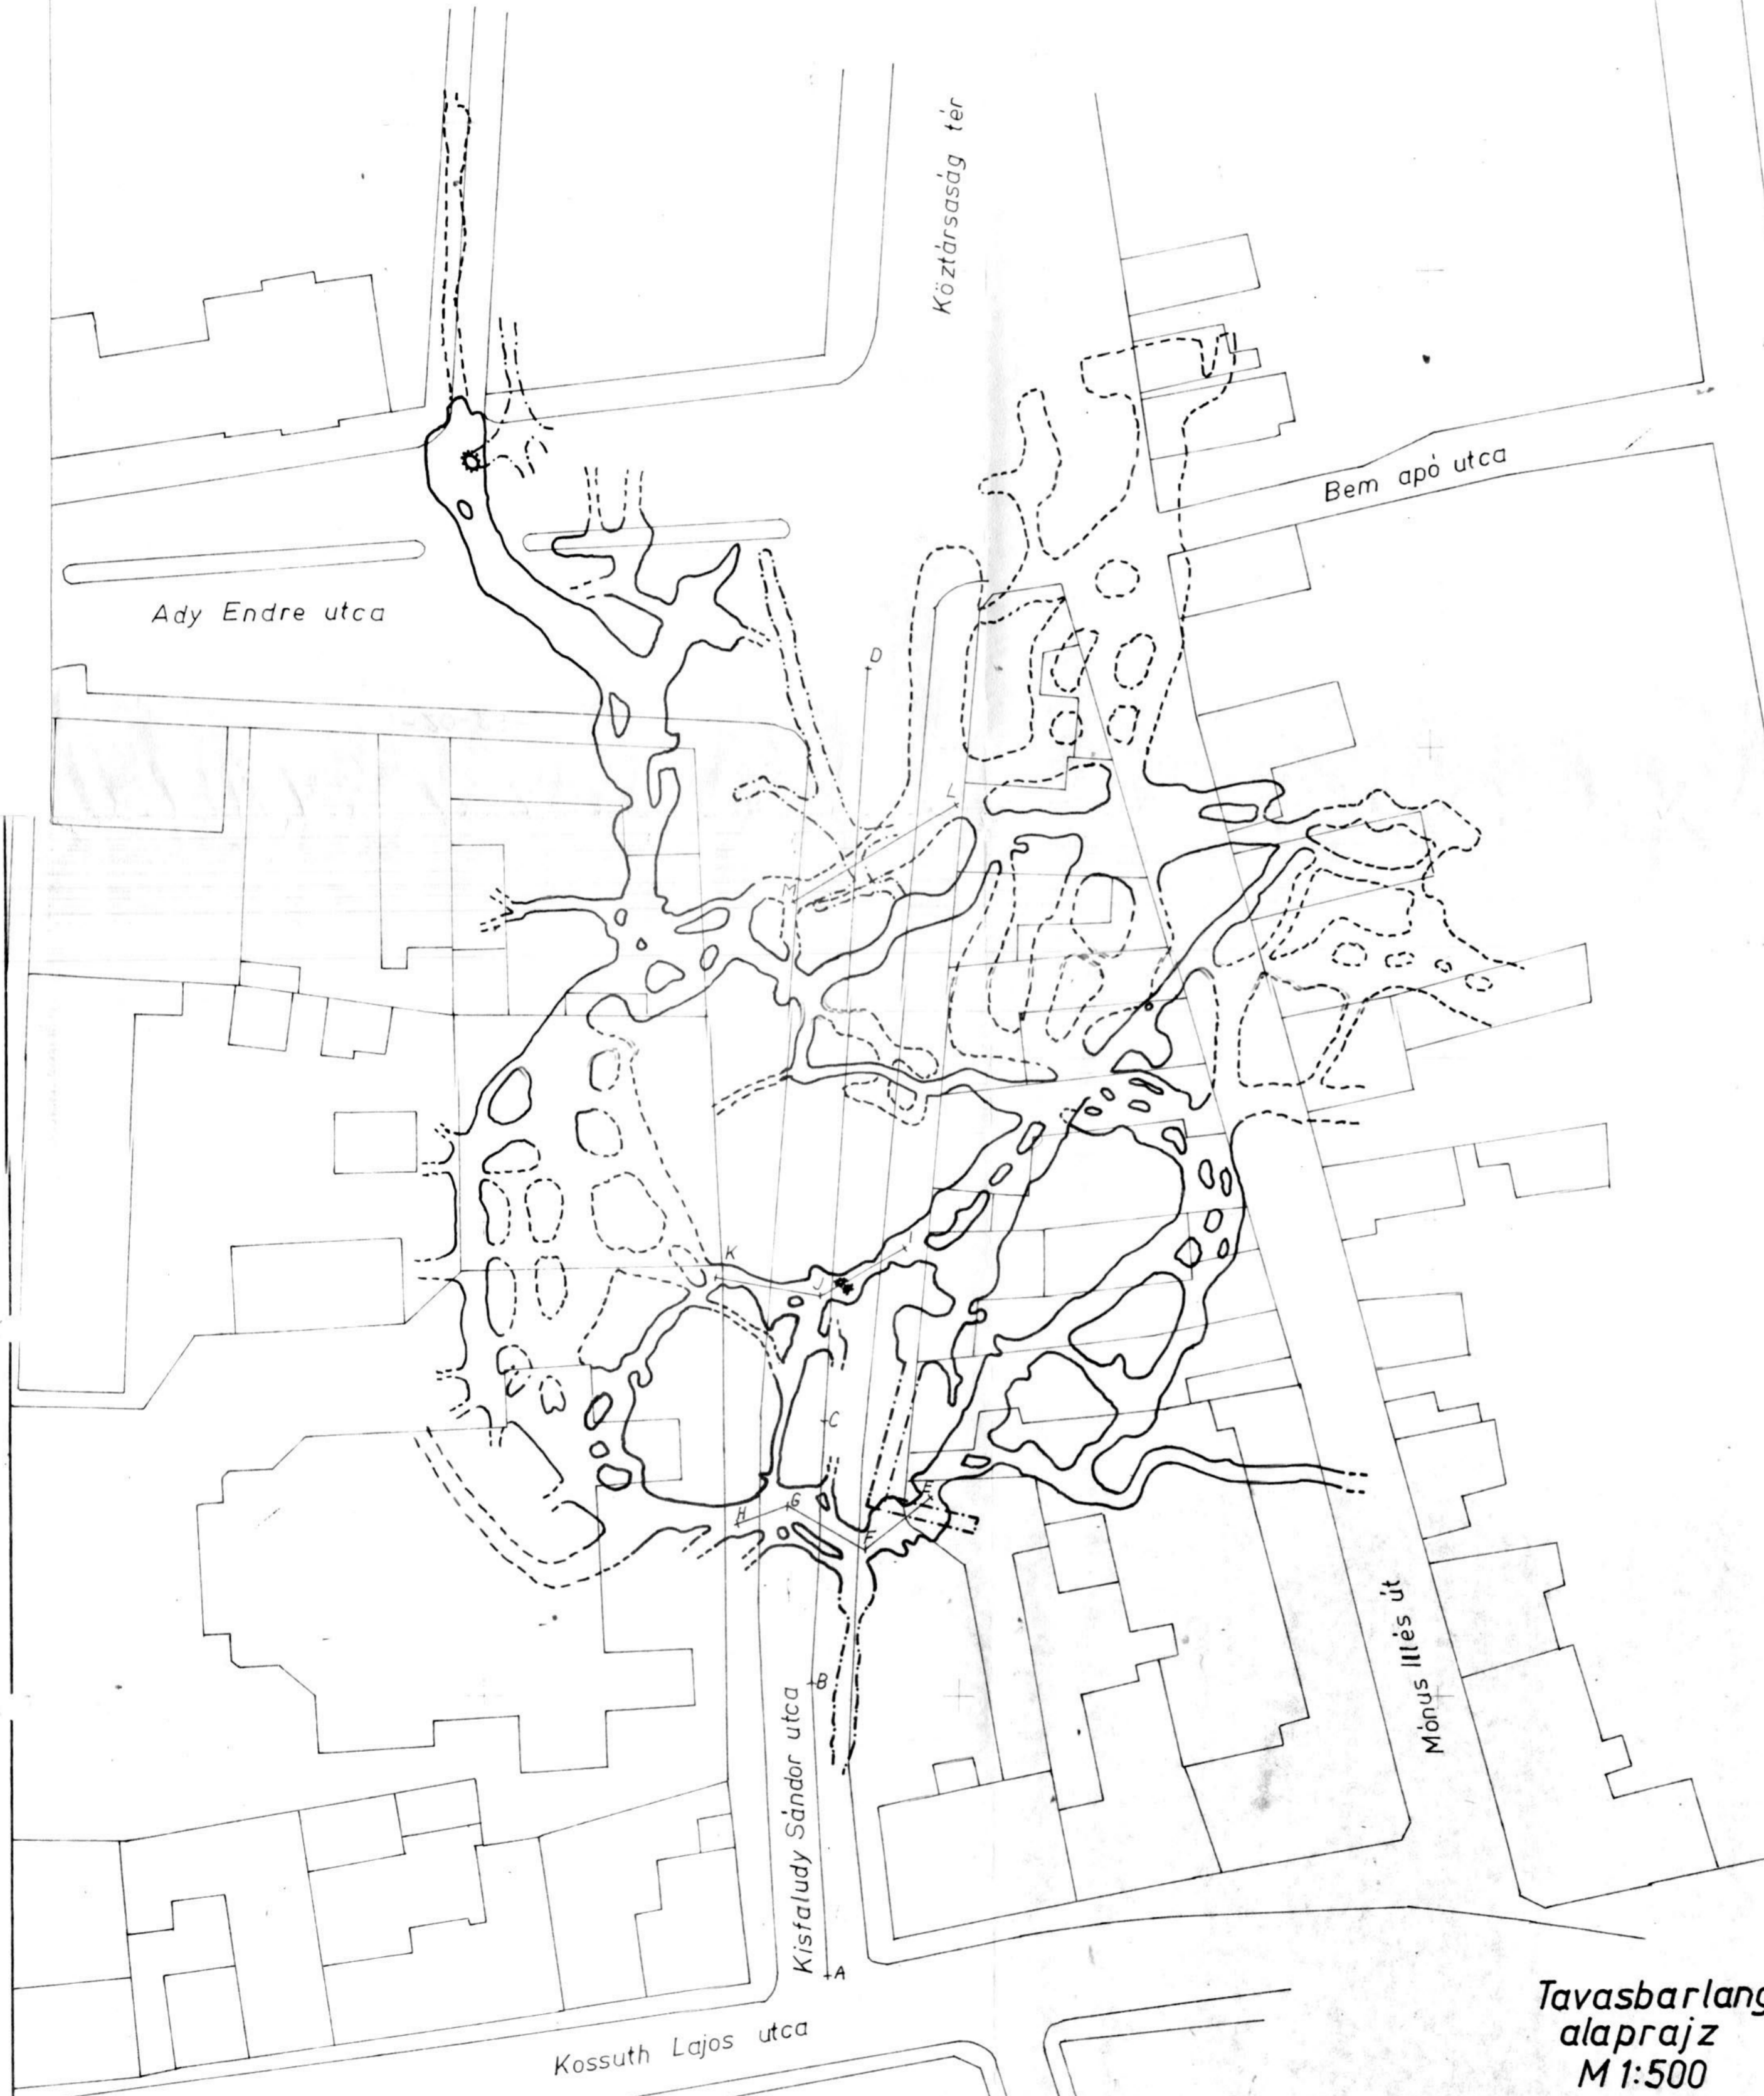 Köztársaság tér
Bem apó utca
Ady Endre utca
D
L
M
K
I
J
C
E
G
H
F
B
Mónus Illés út
Kisfaludy Sándor utca
A
Kossuth Lajos utca
Tavasbarlang
alaprajz
M 1:500